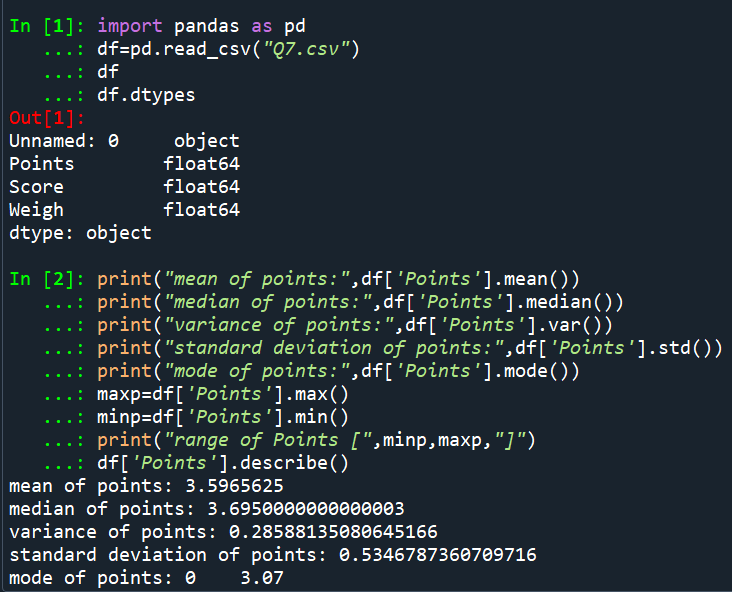 In [1]: import pandas as pd
   ...: df=pd.read_csv("Q7.csv")
   ...: df
   ...: df.dtypes
Out[1]:
Unnamed: 0     object
Points        float64
Score         float64
Weigh         float64
dtype: object

In [2]: print("mean of points:",df['Points'].mean())
   ...: print("median of points:",df['Points'].median())
   ...: print("variance of points:",df['Points'].var())
   ...: print("standard deviation of points:",df['Points'].std())
   ...: print("mode of points:",df['Points'].mode())
   ...: maxp=df['Points'].max()
   ...: minp=df['Points'].min()
   ...: print("range of Points [",minp,maxp,"]")
   ...: df['Points'].describe()
mean of points: 3.5965625
median of points: 3.6950000000000003
variance of points: 0.28588135080645166
standard deviation of points: 0.5346787360709716
mode of points: 0    3.07